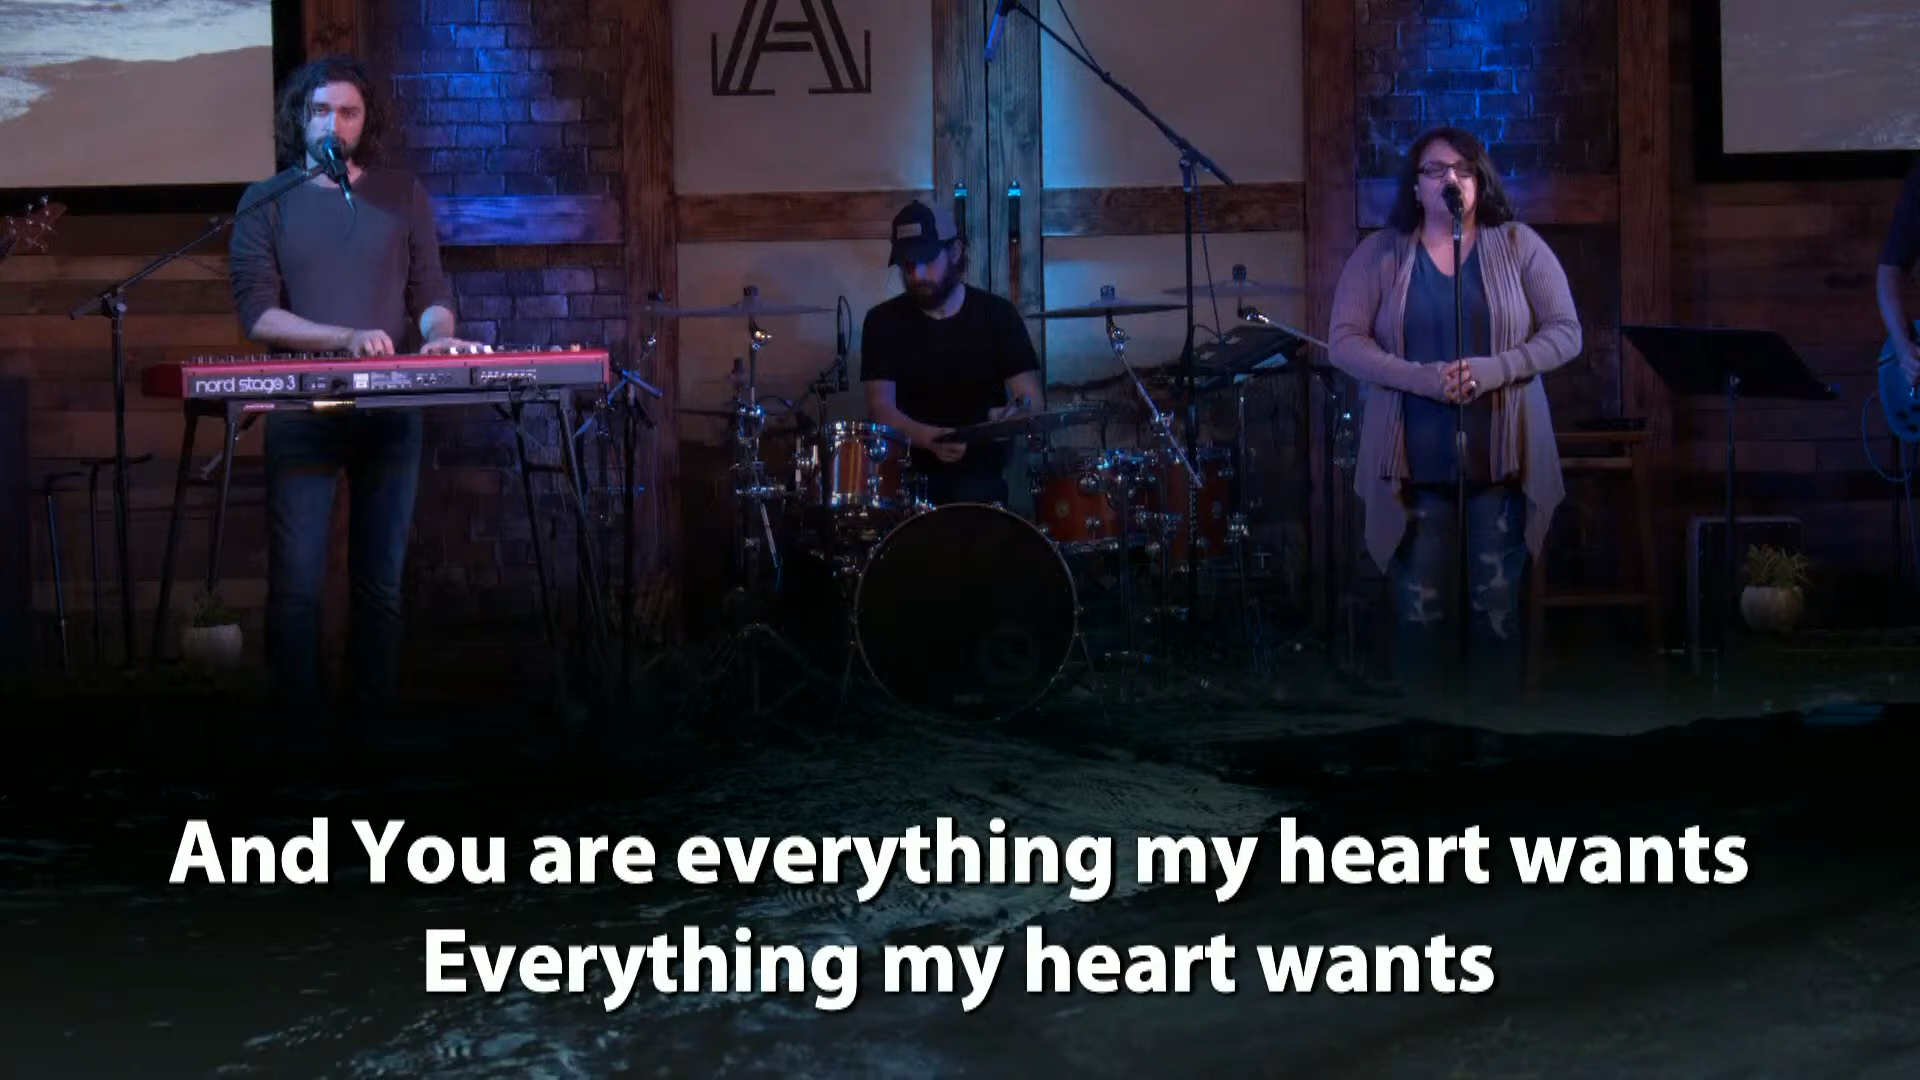 nord stage 3
And You are everything my heart wants
Everything my heart wants